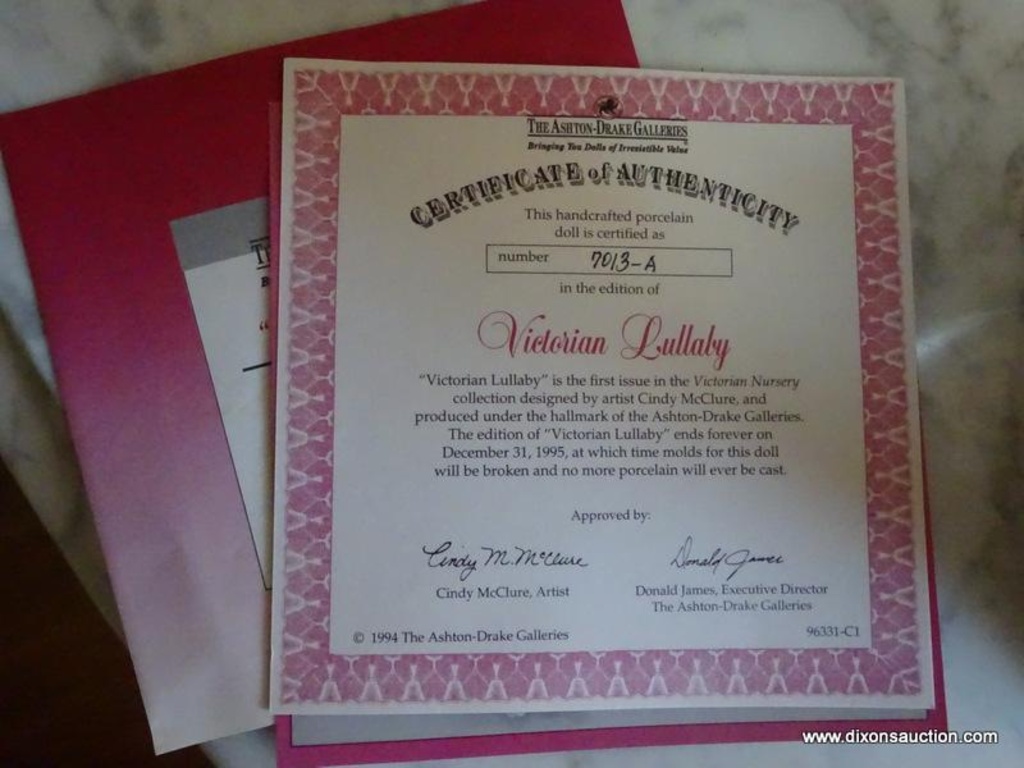 THE ASHTON-DRAKE GALLERIES
Bringing You Dolls of Irresistible Value
CERTIFICATE of AUTHENTICITY
This handcrafted porcelain
doll is certified as
number 7013-A
in the edition of
Victorian Lullaby
"Victorian Lullaby" is the first issue in the Victorian Nursery
collection designed by artist Cindy McClure, and
produced under the hallmark of the Ashton-Drake Galleries.
The edition of "Victorian Lullaby" ends forever on
December 31, 1995, at which time molds for this doll
will be broken and no more porcelain will ever be cast.
Approved by:
Cindy M. McClure
Donald James
Cindy McClure, Artist
Donald James, Executive Director
The Ashton-Drake Galleries
© 1994 The Ashton-Drake Galleries
96331-C1
www.dixonsauction.com